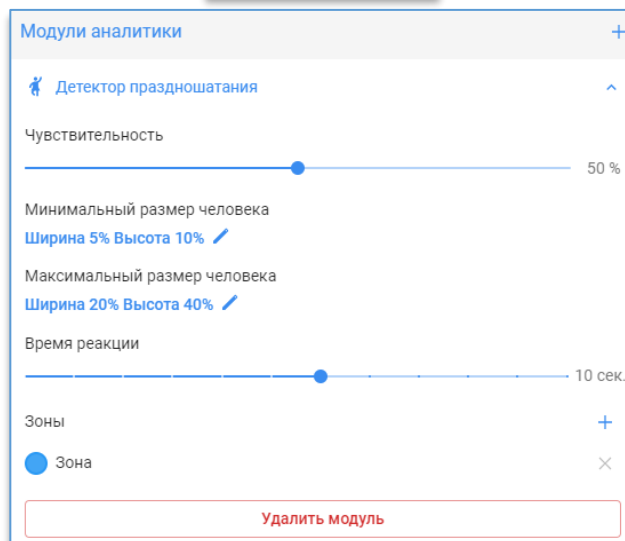 Модули аналитики
Детектор праздношатания
Чувствительность
50 %
Минимальный размер человека
Ширина 5% Высота 10%
Максимальный размер человека
Ширина 20% Высота 40%
Время реакции
10 сек.
Зоны
Зона
Удалить модуль